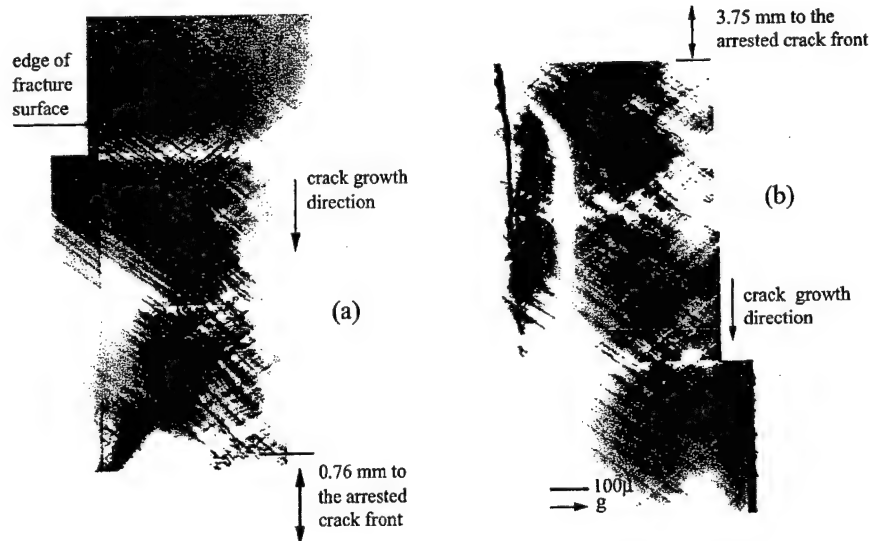 edge of
fracture
surface
crack growth
direction
(a)
0.76 mm to
the arrested
crack front
3.75 mm to the
arrested crack front
(b)
crack growth
direction
100μ
g